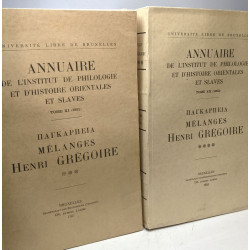 UNIVERSITÉ LIBRE DE BRUXELLES
ANNUAIRE
DE L'INSTITUT DE PHILOLOGIE
ET D'HISTOIRE ORIENTALES
ET SLAVES
ΠΑΓΚΑΡΠΕΙΑ
MÉLANGES
HENRI GRÉGOIRE
***
BRUXELLES
UNIVERSITÉ LIBRE DE BRUXELLES
ANNUAIRE
DE L'INSTITUT DE PHILOLOGIE
ET D'HISTOIRE ORIENTALES
ET SLAVES
ΠΑΓΚΑΡΠΕΙΑ
MÉLANGES
HENRI GRÉGOIRE
****
BRUXELLES